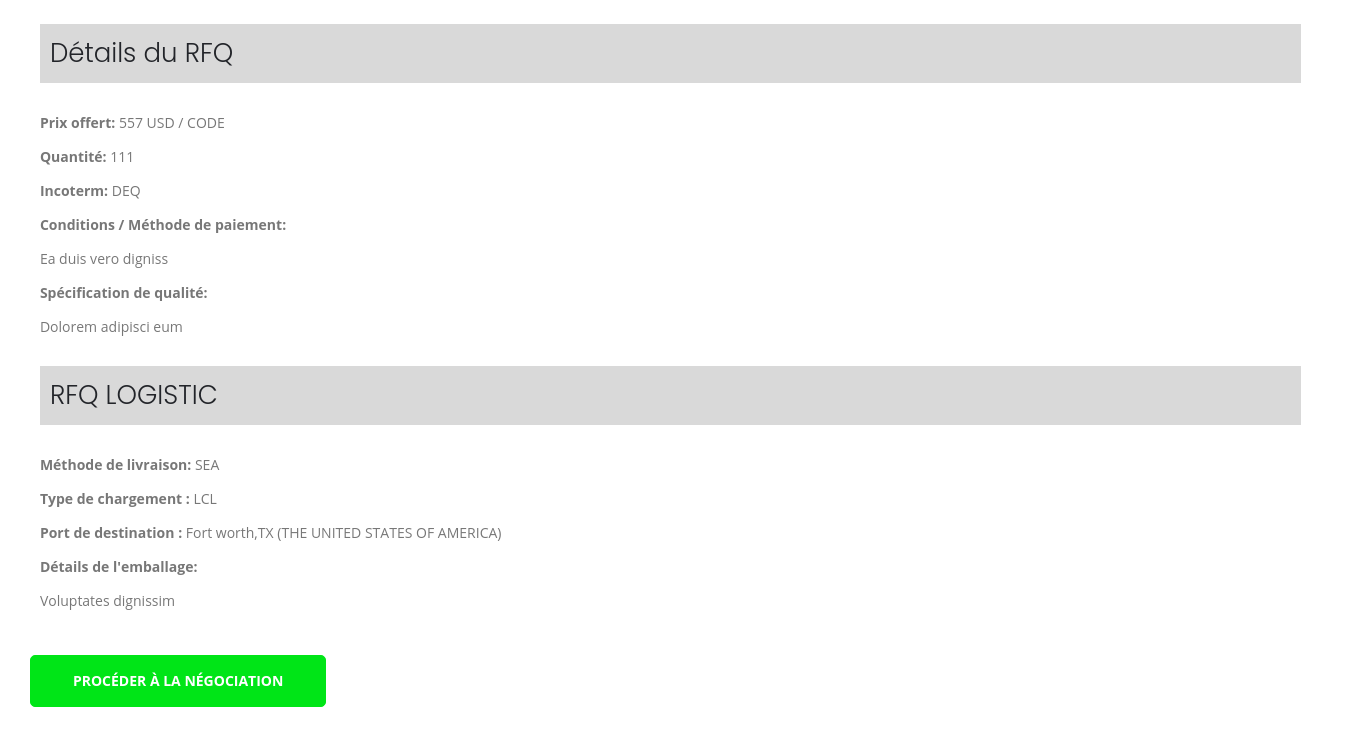 Détails du RFQ
Prix offert: 557 USD / CODE
Quantité: 111
Incoterm: DEQ
Conditions / Méthode de paiement:
Ea duis vero digniss
Spécification de qualité:
Dolorem adipisci eum
RFQ LOGISTIC
Méthode de livraison: SEA
Type de chargement : LCL
Port de destination : Fort worth,TX (THE UNITED STATES OF AMERICA)
Détails de l'emballage:
Voluptates dignissim
PROCÉDER À LA NÉGOCIATION